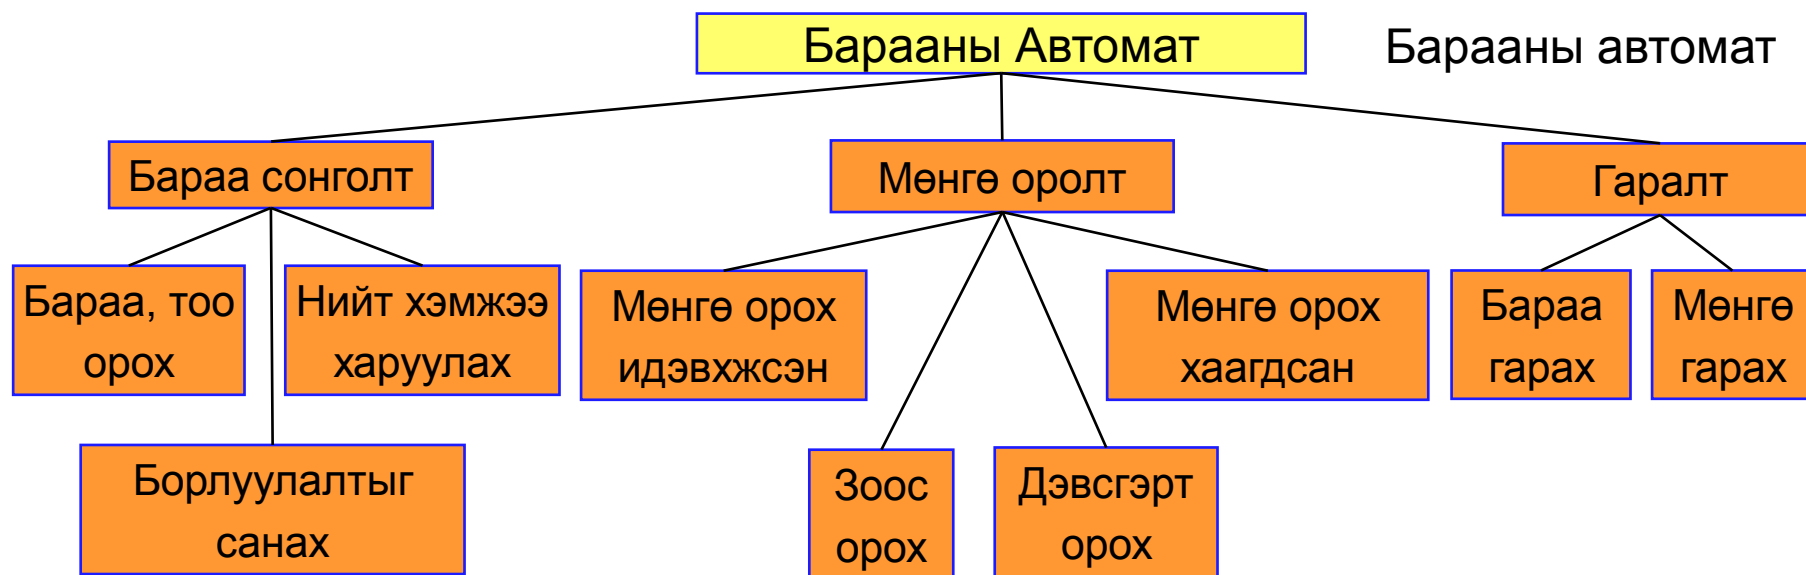 Барааны Автомат
Барааны автомат
Бараа сонголт
Мөнгө оролт
Гаралт
Бараа, тоо
орох
Нийт хэмжээ
харуулах
Мөнгө орох
идэвхжсэн
Мөнгө орох
хаагдсан
Бараа
гарах
Мөнгө
гарах
Борлуулалтыг
санах
Зоос
орох
Дэвсгэрт
орох